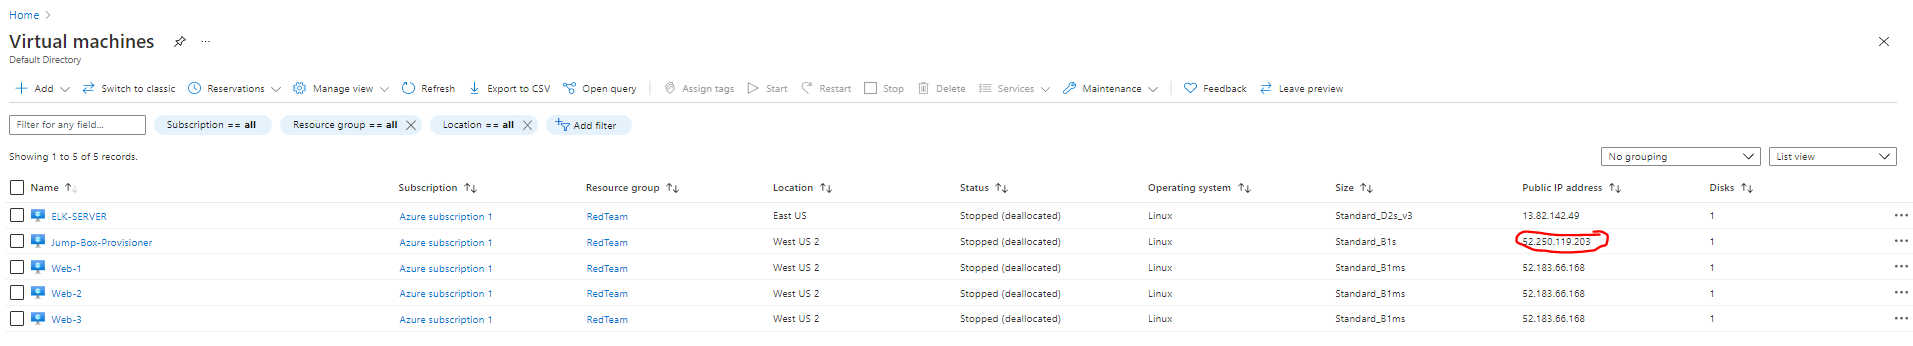 Home
Virtual machines ...
Default Directory
Add Switch to classic Reservations Manage view Refresh Export to CSV Open query Assign tags Start Restart Stop Delete Services Maintenance Feedback Leave preview
Filter for any field... Subscription == all Resource group == all Location == all Add filter
Showing 1 to 5 of 5 records. No grouping List view
Name Subscription Resource group Location Status Operating system Size Public IP address Disks
ELK-SERVER Azure subscription 1 RedTeam East US Stopped (deallocated) Linux Standard_D2s_v3 13.82.142.49 1 ...
Jump-Box-Provisioner Azure subscription 1 RedTeam West US 2 Stopped (deallocated) Linux Standard_B1s 52.250.119.203 1 ...
Web-1 Azure subscription 1 RedTeam West US 2 Stopped (deallocated) Linux Standard_B1ms 52.183.66.168 1 ...
Web-2 Azure subscription 1 RedTeam West US 2 Stopped (deallocated) Linux Standard_B1ms 52.183.66.168 1 ...
Web-3 Azure subscription 1 RedTeam West US 2 Stopped (deallocated) Linux Standard_B1ms 52.183.66.168 1 ...